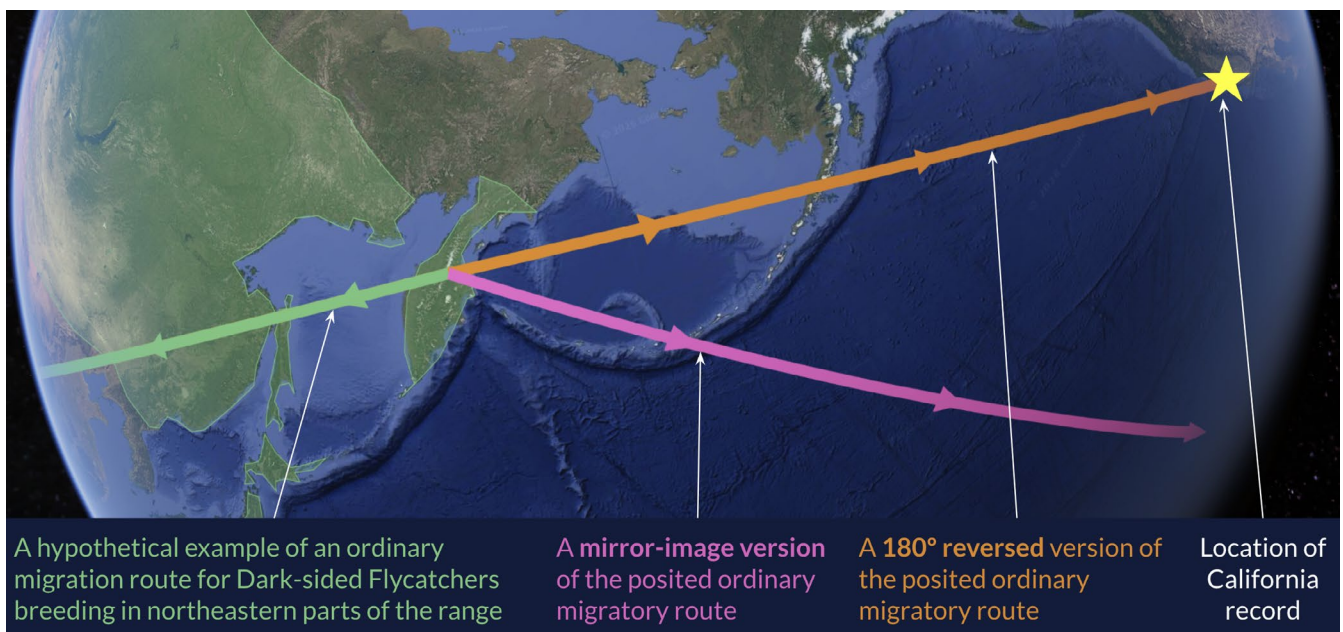 A hypothetical example of an ordinary
migration route for Dark-sided Flycatchers
breeding in northeastern parts of the range
A mirror-image version
of the posited ordinary
migratory route
A 180° reversed version of
the posited ordinary
migratory route
Location of
California
record